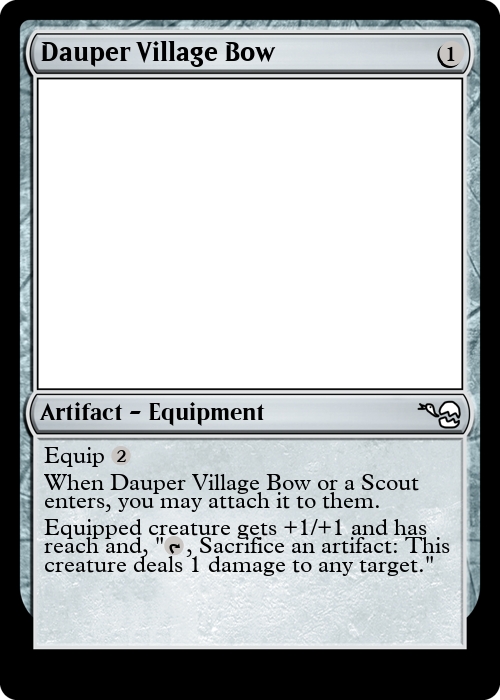 Dauper Village Bow 1
Artifact – Equipment
Equip 2
When Dauper Village Bow or a Scout
enters, you may attach it to them.
Equipped creature gets +1/+1 and has
reach and, " , Sacrifice an artifact: This
creature deals 1 damage to any target."